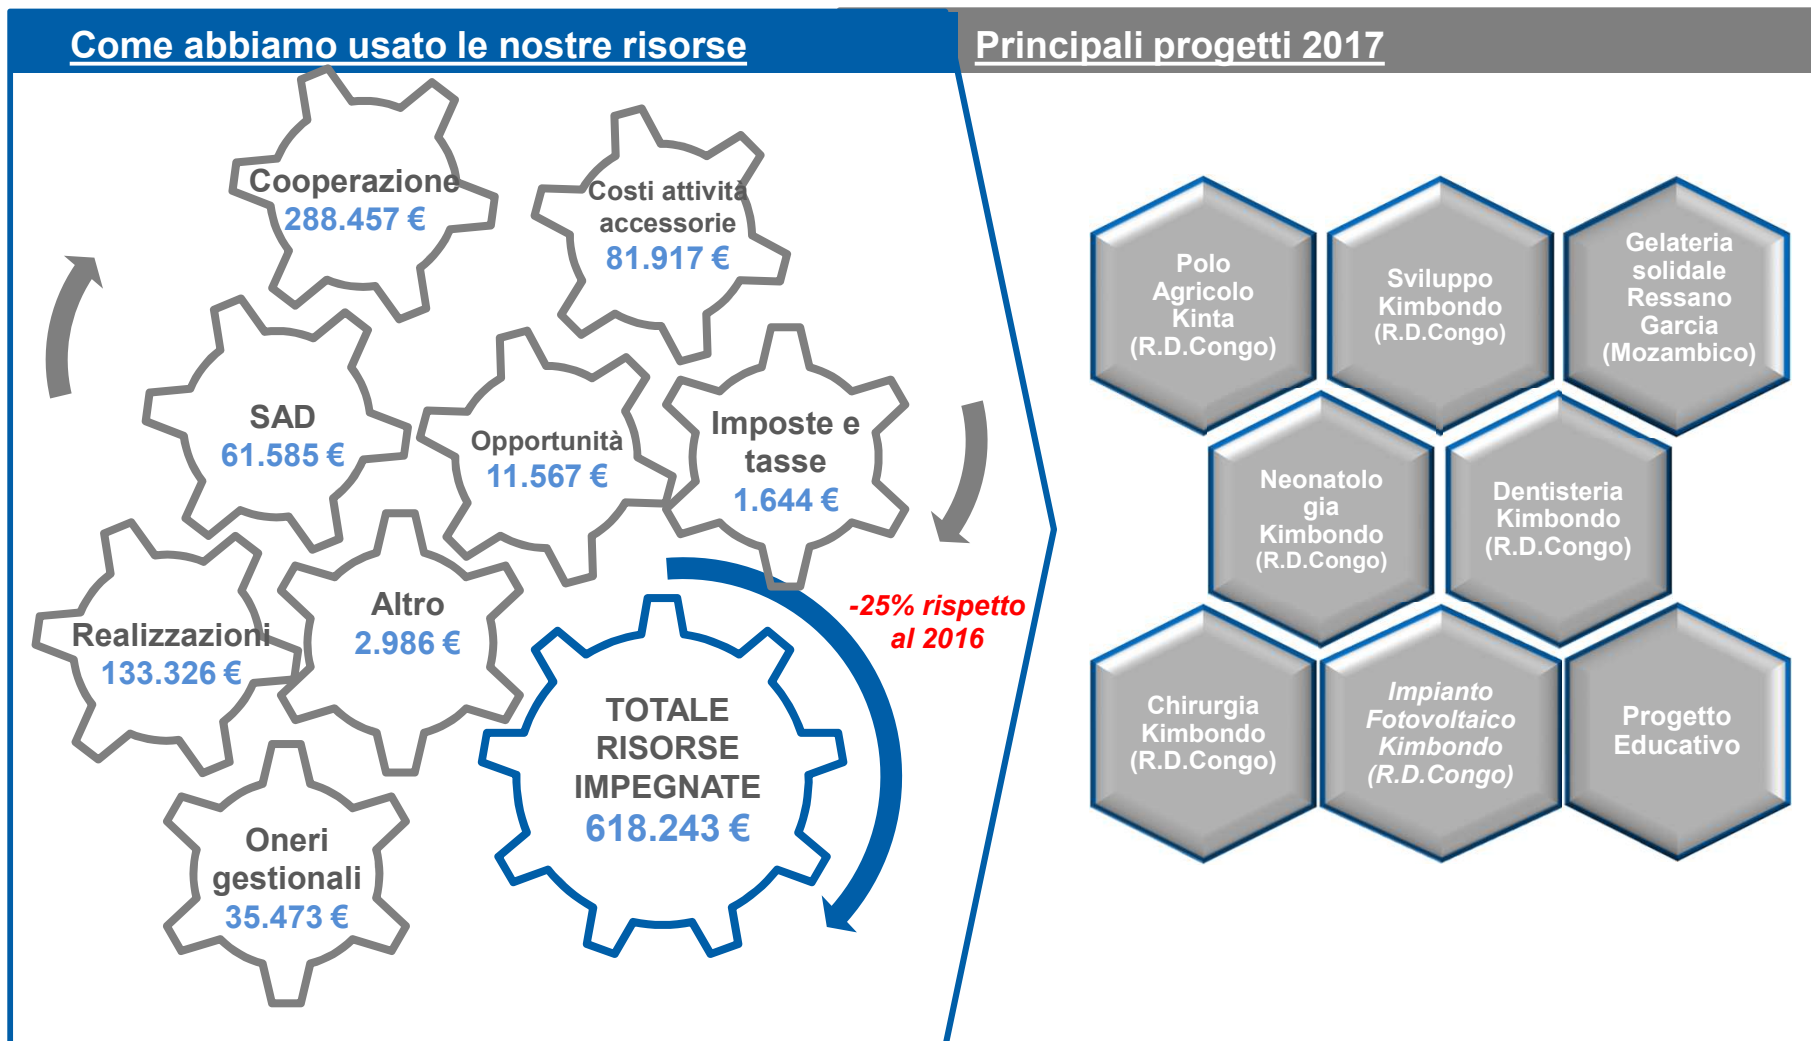 Come abbiamo usato le nostre risorse
Principali progetti 2017
Cooperazione
288.457 €
Costi attività
accessorie
81.917 €
SAD
61.585 €
Opportunità
11.567 €
Imposte e
tasse
1.644 €
Realizzazioni
133.326 €
Altro
2.986 €
-25% rispetto
al 2016
TOTALE
RISORSE
IMPEGNATE
618.243 €
Oneri
gestionali
35.473 €
Polo
Agricolo
Kinta
(R.D.Congo)
Sviluppo
Kimbondo
(R.D.Congo)
Gelateria
solidale
Ressano
Garcia
(Mozambico)
Neonatolo
gia
Kimbondo
(R.D.Congo)
Dentisteria
Kimbondo
(R.D.Congo)
Chirurgia
Kimbondo
(R.D.Congo)
Impianto
Fotovoltaico
Kimbondo
(R.D.Congo)
Progetto
Educativo